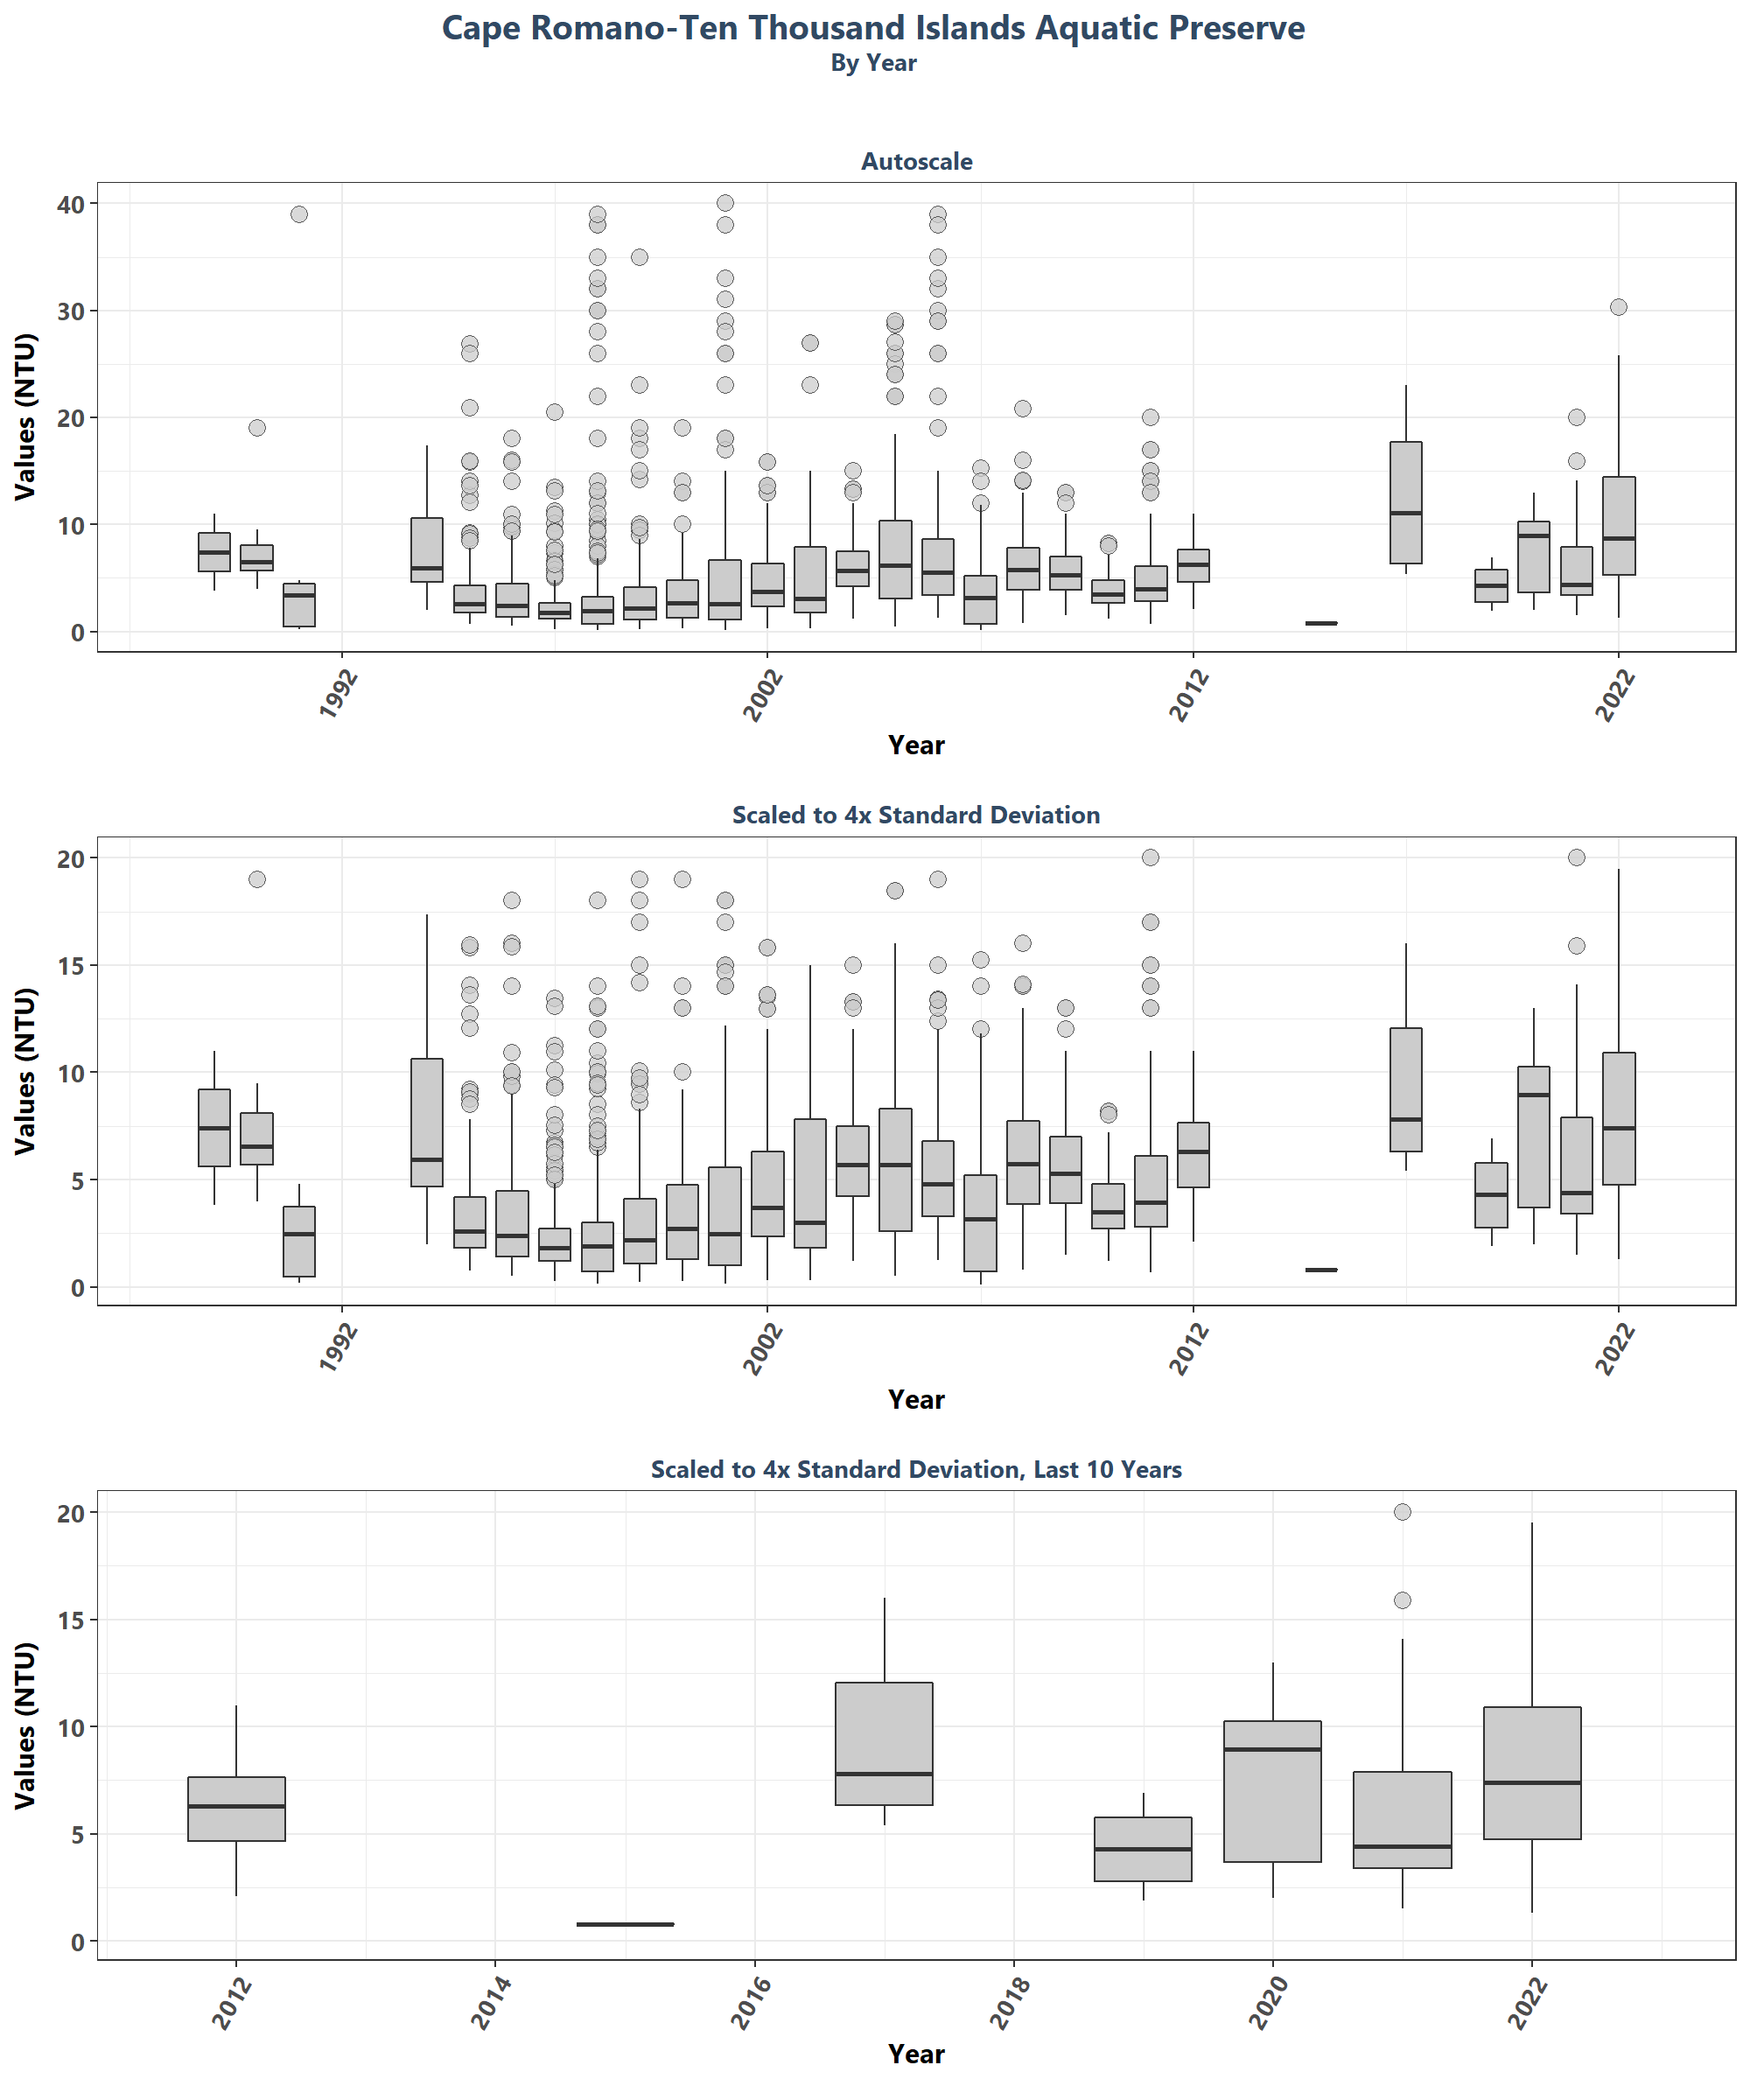 Cape Romano-Ten Thousand Islands Aquatic Preserve
By Year
Autoscale
Values (NTU)
40
30
20
10
0
1992
2002
2012
2022
Year
Scaled to 4x Standard Deviation
Values (NTU)
20
15
10
5
0
1992
2002
2012
2022
Year
Scaled to 4x Standard Deviation, Last 10 Years
Values (NTU)
20
15
10
5
0
2012
2014
2016
2018
2020
2022
Year